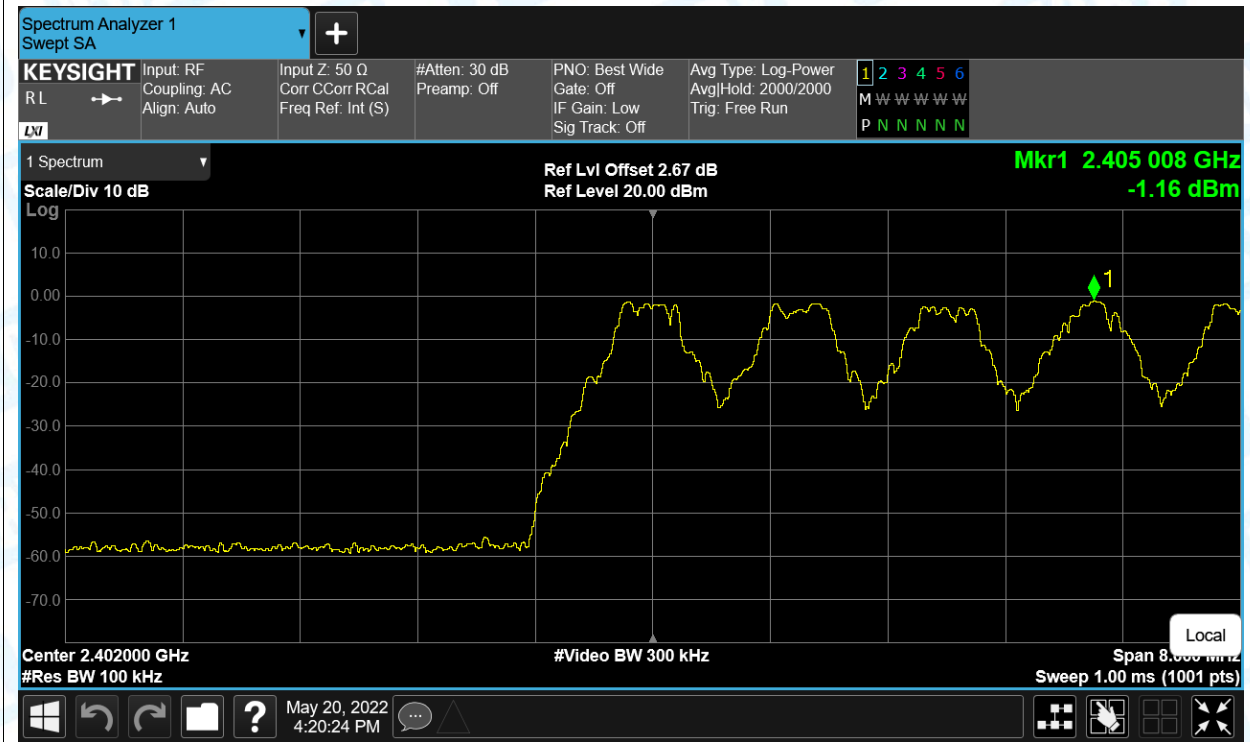 Spectrum Analyzer 1
Swept SA
KEYSIGHT
R L
LXI
Input: RF
Coupling: AC
Align: Auto
Input Z: 50 Ω
Corr CCorr RCal
Freq Ref: Int (S)
#Atten: 30 dB
Preamp: Off
PNO: Best Wide
Gate: Off
IF Gain: Low
Sig Track: Off
Avg Type: Log-Power
Avg|Hold: 2000/2000
Trig: Free Run
1 2 3 4 5 6
M W W W W W
P N N N N N
1 Spectrum
Scale/Div 10 dB
Log
Ref Lvl Offset 2.67 dB
Ref Level 20.00 dBm
Mkr1 2.405 008 GHz
-1.16 dBm
1
10.0
0.00
-10.0
-20.0
-30.0
-40.0
-50.0
-60.0
-70.0
Local
Center 2.402000 GHz
#Video BW 300 kHz
Span 8.000 MHz
#Res BW 100 kHz
Sweep 1.00 ms (1001 pts)
?
May 20, 2022
4:20:24 PM